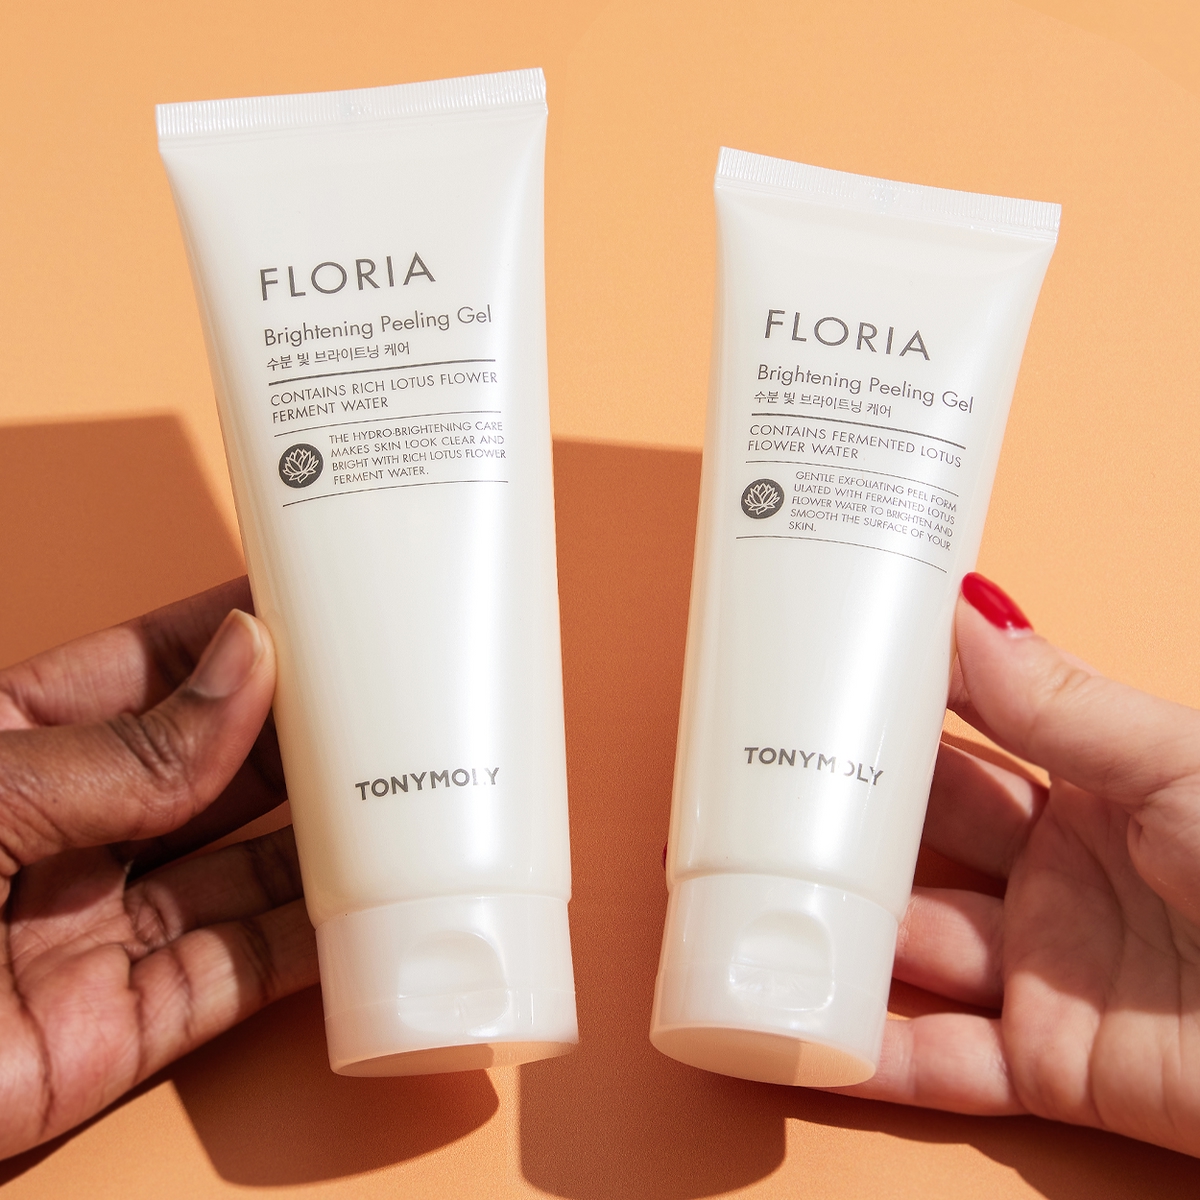 FLORIA
Brightening Peeling Gel
수분 빛 브라이트닝 케어
CONTAINS RICH LOTUS FLOWER
FERMENT WATER
THE HYDRO-BRIGHTENING CARE
MAKES SKIN LOOK CLEAR AND
BRIGHT WITH RICH LOTUS FLOWER
FERMENT WATER.
TONYMOLY
FLORIA
Brightening Peeling Gel
수분 빛 브라이트닝 케어
CONTAINS FERMENTED LOTUS
FLOWER WATER
GENTLE EXFOLIATING PEEL FORM
ULATED WITH FERMENTED LOTUS
FLOWER WATER TO BRIGHTEN AND
SMOOTH THE SURFACE OF YOUR
SKIN.
TONYMOLY